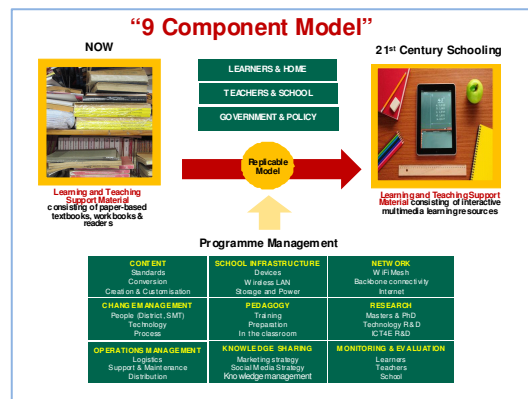 “9 Component Model”
NOW
21st Century Schooling
LEARNERS & HOME
TEACHERS & SCHOOL
GOVERNMENT & POLICY
Replicable
Model
Learning and Teaching
Support Material
consisting of paper-based
textbooks, workbooks &
readers
Learning and Teaching Support
Material consisting of interactive
multimedia learning resources
Programme Management
CONTENT
Standards
Conversion
Creation & Customisation
SCHOOL INFRASTRUCTURE
Devices
Wireless LAN
Storage and Power
NETWORK
WiFi Mesh
Backbone connectivity
Internet
CHANGE MANAGEMENT
People (District, SMT)
Technology
Process
PEDAGOGY
Training
Preparation
In the classroom
RESEARCH
Masters & PhD
Technology R&D
ICT4E R&D
OPERATIONS MANAGEMENT
Logistics
Support & Maintenance
Distribution
KNOWLEDGE SHARING
Marketing strategy
Social Media Strategy
Knowledge management
MONITORING & EVALUATION
Learners
Teachers
School